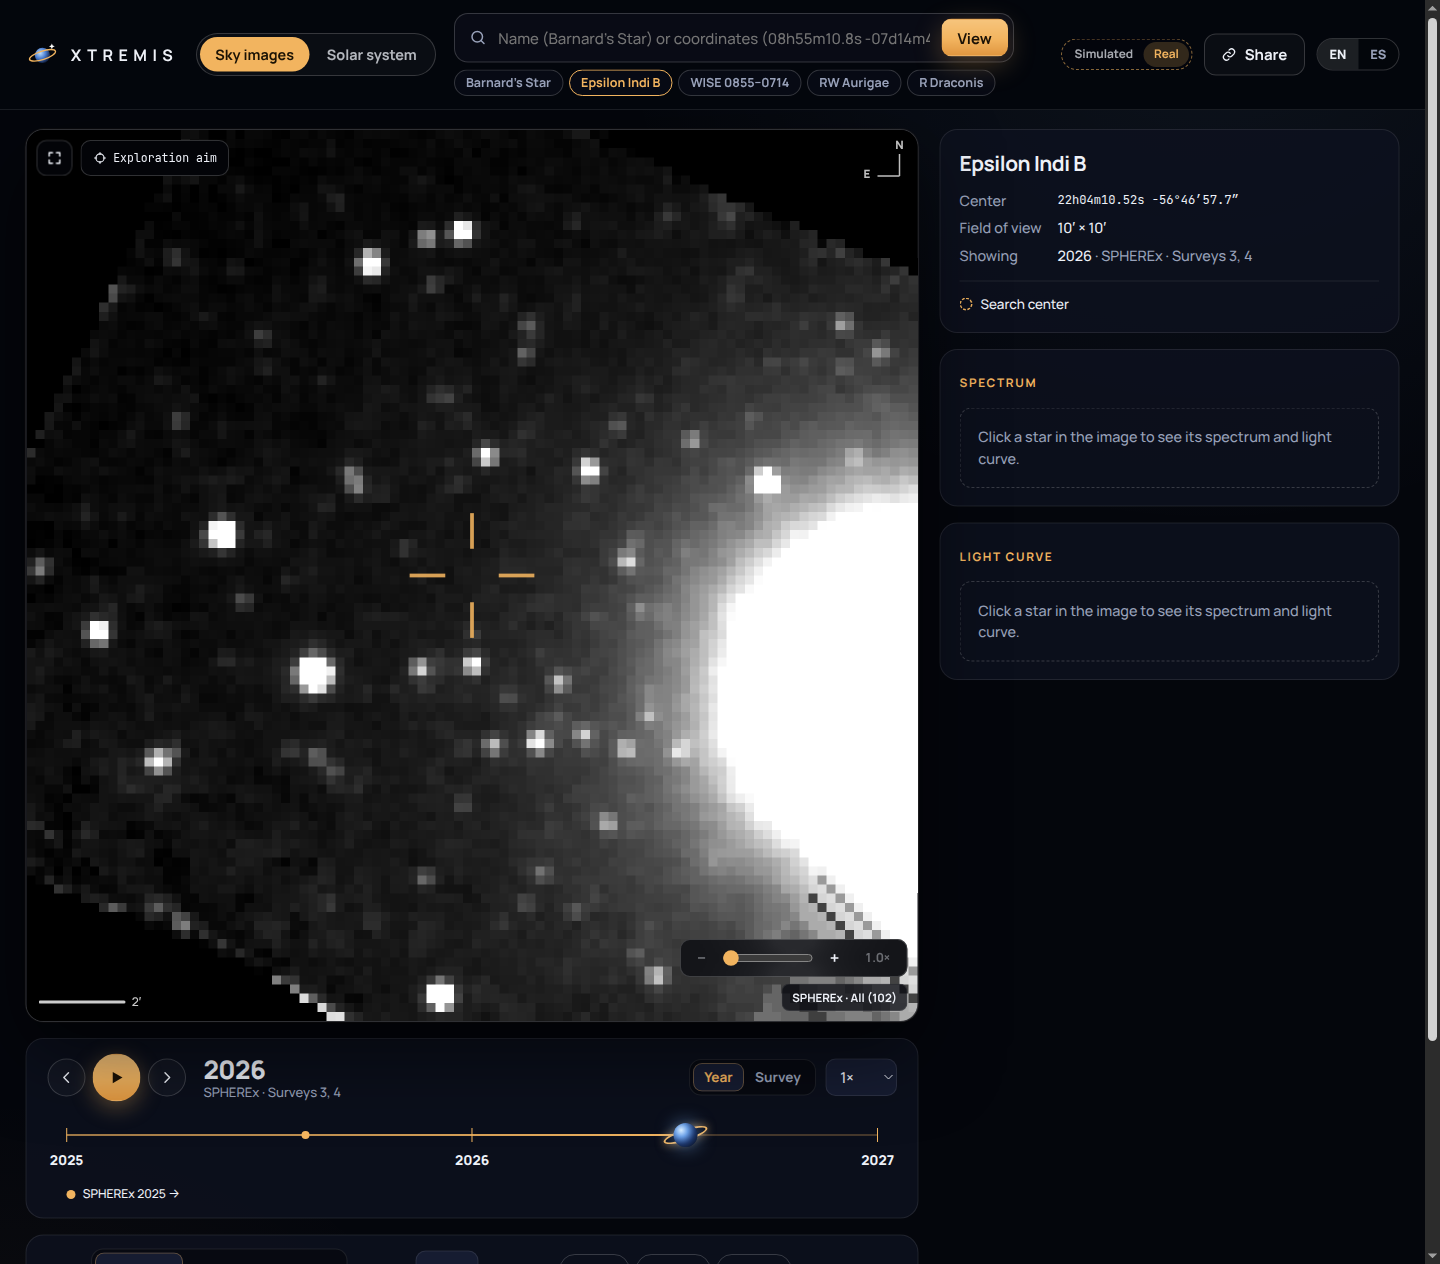 XTREMIS
Sky images
Solar system
Name (Barnard's Star) or coordinates (08h55m10.8s -07d14m4
View
Barnard's Star
Epsilon Indi B
WISE 0855−0714
RW Aurigae
R Draconis
Simulated
Real
Share
EN
ES
Exploration aim
N
E
2′
1.0×
SPHEREx · All (102)
Epsilon Indi B
Center 22h04m10.52s -56°46′57.7″
Field of view 10′ × 10′
Showing 2026 · SPHEREx · Surveys 3, 4
Search center
SPECTRUM
Click a star in the image to see its spectrum and light
curve.
LIGHT CURVE
Click a star in the image to see its spectrum and light
curve.
2026
SPHEREx · Surveys 3, 4
Year
Survey
1×
2025
2026
2027
SPHEREx 2025 →